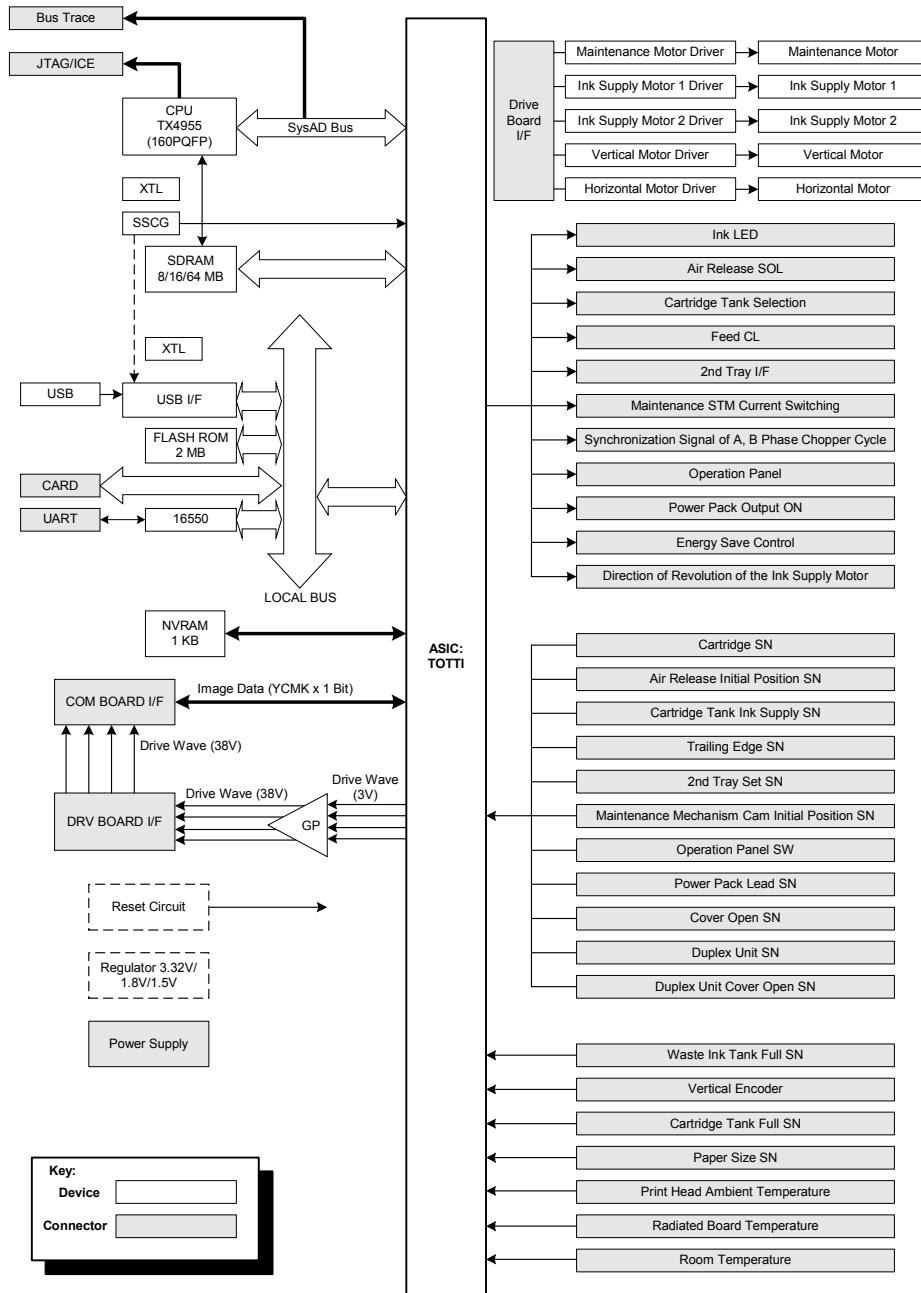 Bus Trace
JTAG/ICE
CPU
TX4955
(160PQFP)
SysAD Bus
XTL
SSCG
SDRAM
8/16/64 MB
XTL
USB
USB I/F
FLASH ROM
2 MB
CARD
UART
16550
LOCAL BUS
NVRAM
1 KB
COM BOARD I/F
Image Data (YCMK x 1 Bit)
Drive Wave (38V)
DRV BOARD I/F
Drive Wave (38V)
GP
Drive Wave
(3V)
Reset Circuit
Regulator 3.32V/
1.8V/1.5V
Power Supply
Key:
Device
Connector
ASIC:
TOTTI
Drive
Board
I/F
Maintenance Motor Driver
Maintenance Motor
Ink Supply Motor 1 Driver
Ink Supply Motor 1
Ink Supply Motor 2 Driver
Ink Supply Motor 2
Vertical Motor Driver
Vertical Motor
Horizontal Motor Driver
Horizontal Motor
Ink LED
Air Release SOL
Cartridge Tank Selection
Feed CL
2nd Tray I/F
Maintenance STM Current Switching
Synchronization Signal of A, B Phase Chopper Cycle
Operation Panel
Power Pack Output ON
Energy Save Control
Direction of Revolution of the Ink Supply Motor
Cartridge SN
Air Release Initial Position SN
Cartridge Tank Ink Supply SN
Trailing Edge SN
2nd Tray Set SN
Maintenance Mechanism Cam Initial Position SN
Operation Panel SW
Power Pack Lead SN
Cover Open SN
Duplex Unit SN
Duplex Unit Cover Open SN
Waste Ink Tank Full SN
Vertical Encoder
Cartridge Tank Full SN
Paper Size SN
Print Head Ambient Temperature
Radiated Board Temperature
Room Temperature